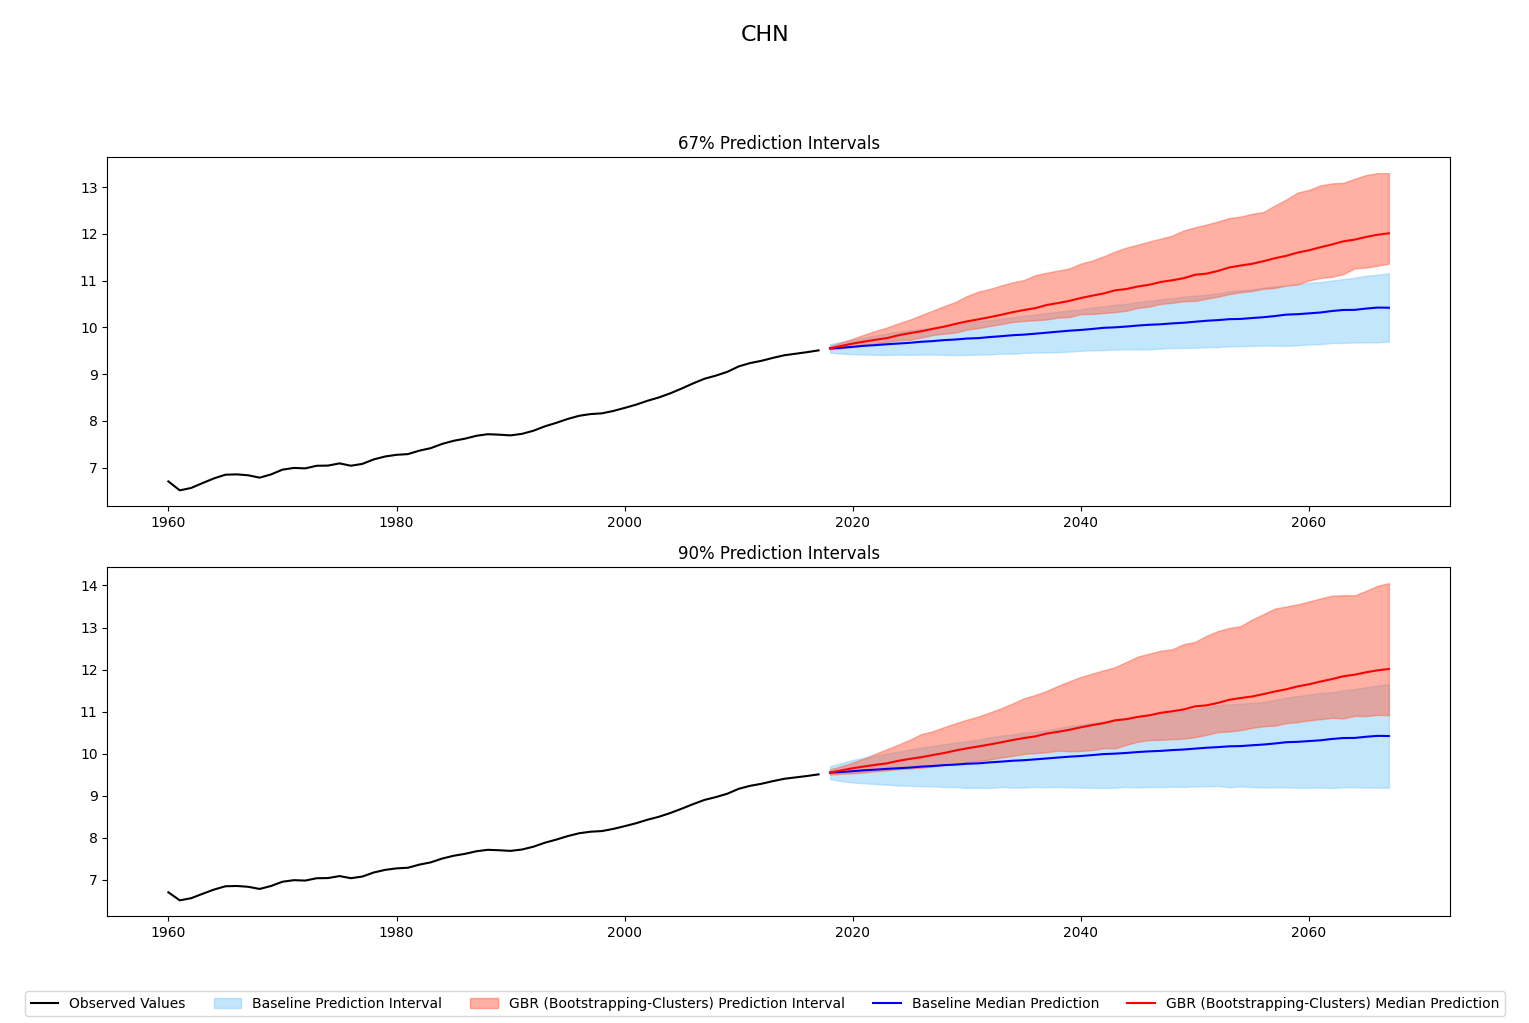 CHN
67% Prediction Intervals
13
12
11
10
9
8
7
1960 1980 2000 2020 2040 2060
90% Prediction Intervals
14
13
12
11
10
9
8
7
1960 1980 2000 2020 2040 2060
Observed Values Baseline Prediction Interval GBR (Bootstrapping-Clusters) Prediction Interval Baseline Median Prediction GBR (Bootstrapping-Clusters) Median Prediction